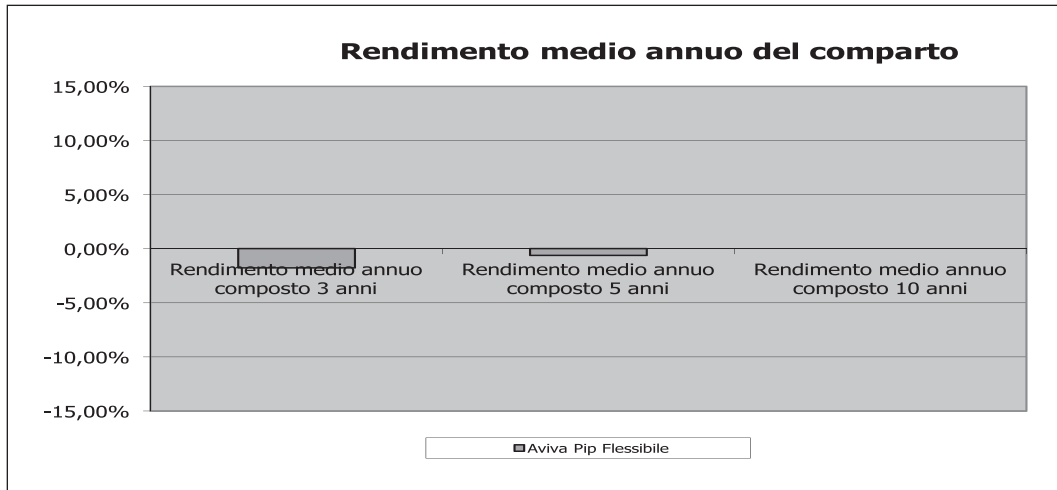 Rendimento medio annuo del comparto
15,00%
10,00%
5,00%
0,00%
-5,00%
-10,00%
-15,00%
Rendimento medio annuo
composto 3 anni
Rendimento medio annuo
composto 5 anni
Rendimento medio annuo
composto 10 anni
Aviva Pip Flessibile